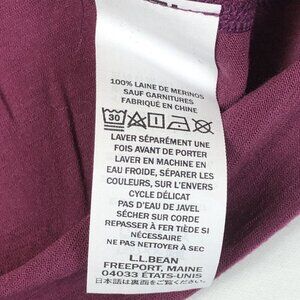 100% LAINE DE MERINOS
SAUF GARNITURES
FABRIQUÉ EN CHINE
30
LAVER SÉPARÉMENT UNE
FOIS AVANT DE PORTER
LAVER EN MACHINE EN
EAU FROIDE, SÉPARER LES
COULEURS, SUR L'ENVERS
CYCLE DÉLICAT
PAS D'EAU DE JAVEL
SÉCHER SUR CORDE
REPASSER À FER TIÈDE SI
NÉCESSAIRE
NE PAS NETTOYER À SEC
L.L.BEAN
FREEPORT, MAINE
04033 ÉTATS-UNIS
日本語は裏面をご覧ください